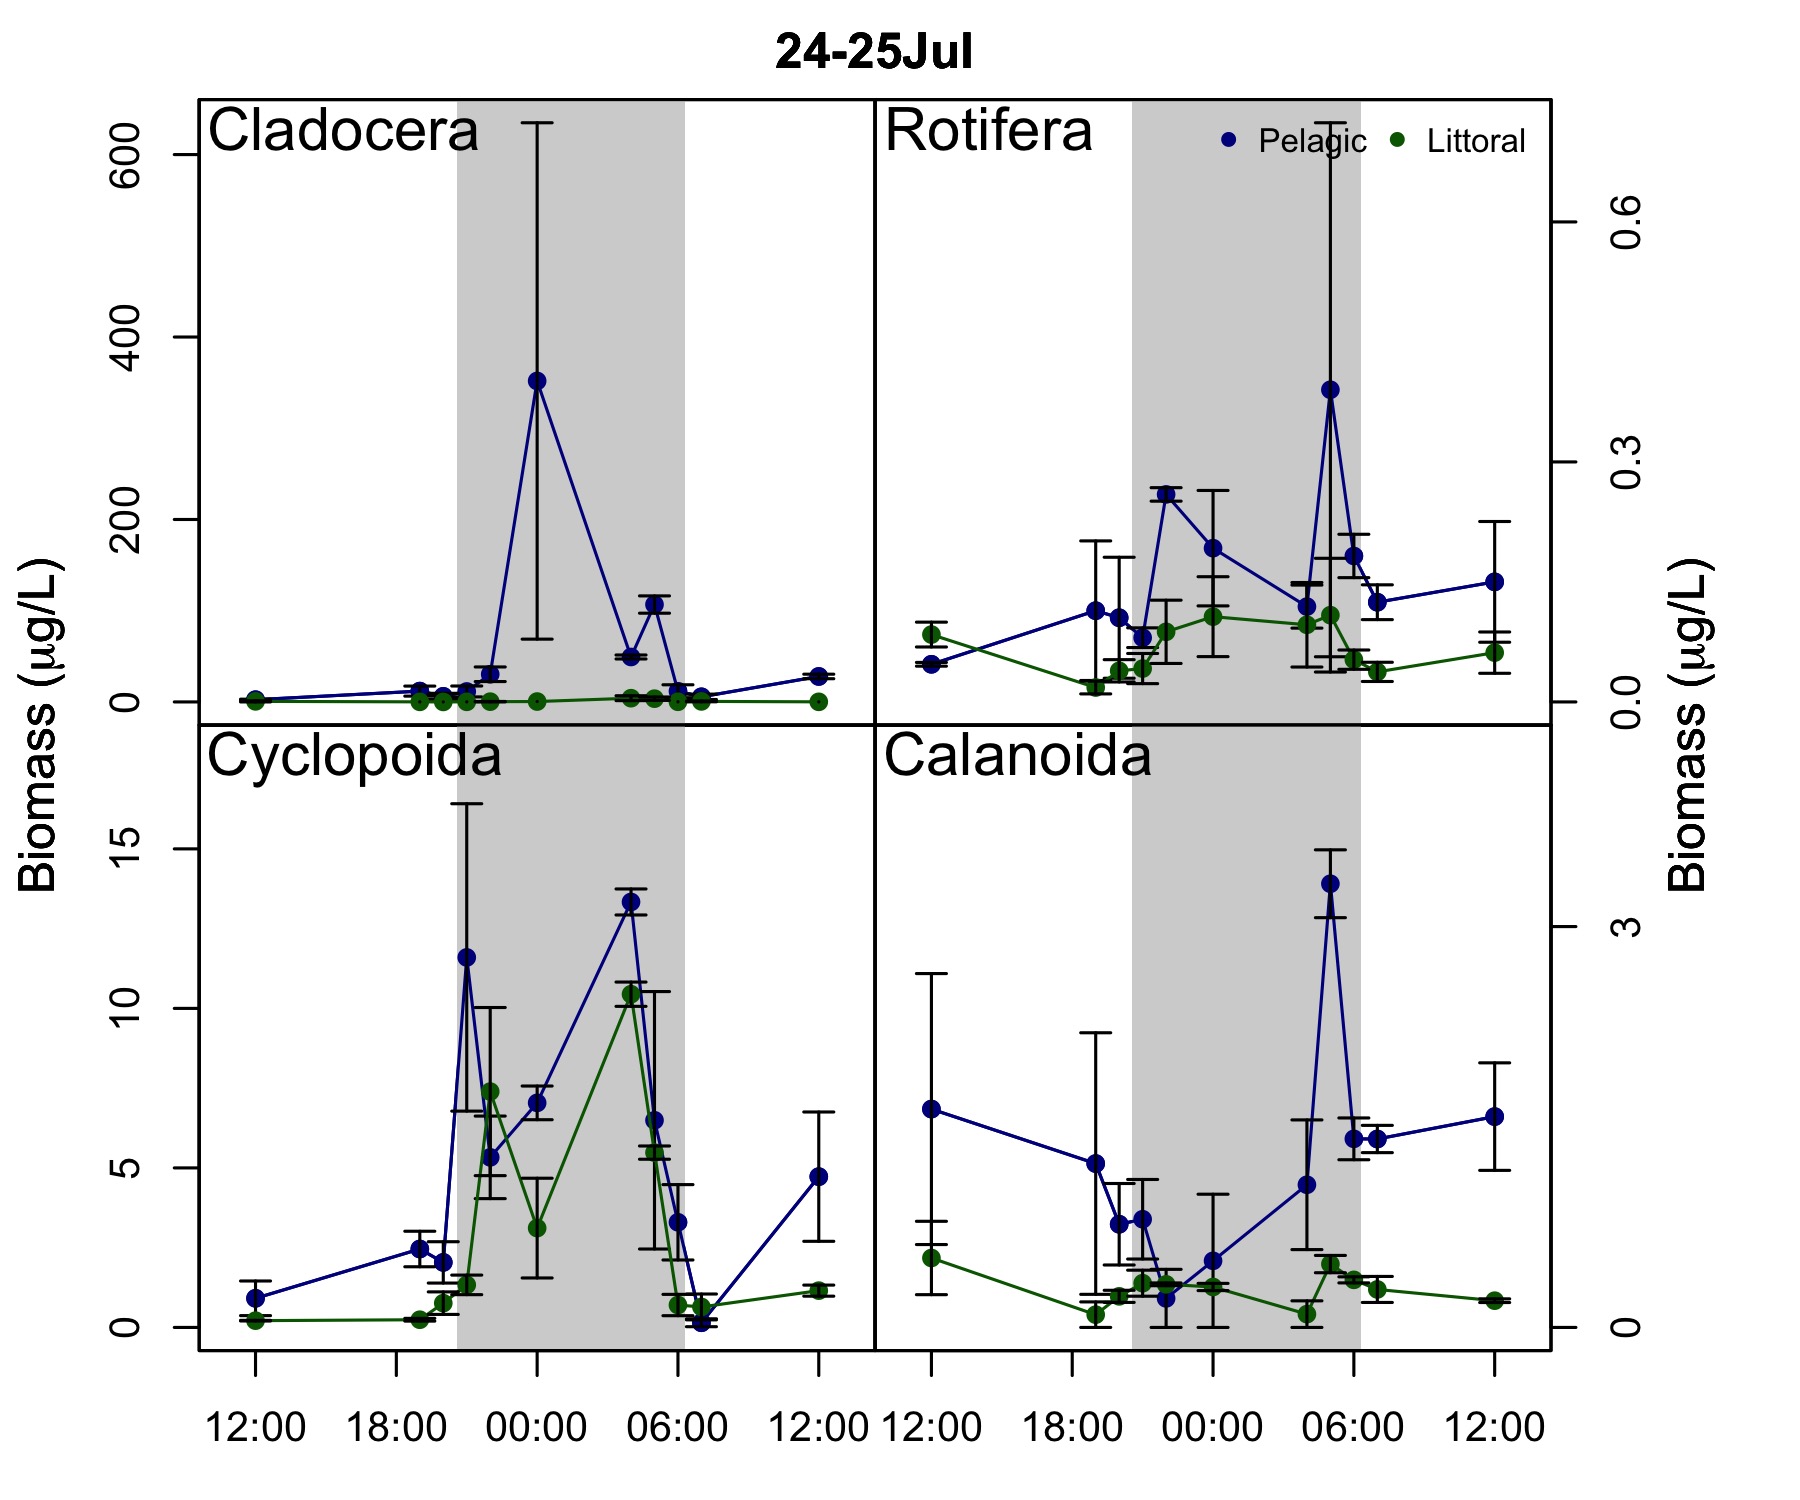 24-25Jul
Cladocera
Rotifera
Pelagic
Littoral
600
400
200
0
0.6
0.3
0.0
Biomass (µg/L)
Biomass (µg/L)
Cyclopoida
Calanoida
15
10
5
0
3
0
12:00 18:00 00:00 06:00 12:00 12:00 18:00 00:00 06:00 12:00